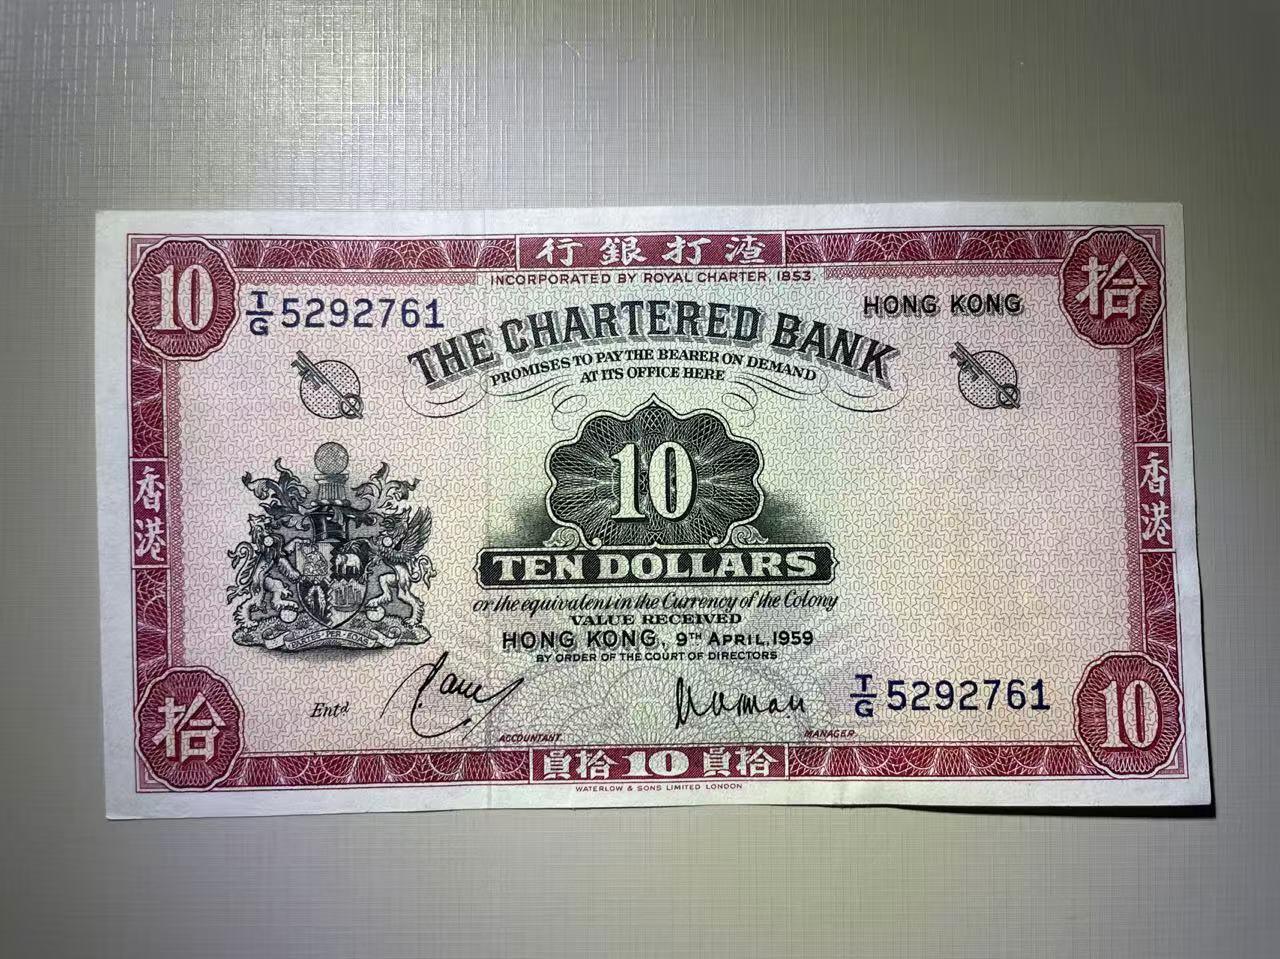 行銀打渣
INCORPORATED BY ROYAL CHARTER, 1853.
10
T/G 5292761
HONG KONG
拾
THE CHARTERED BANK
PROMISES TO PAY THE BEARER ON DEMAND
AT ITS OFFICE HERE
10
香港
香港
TEN DOLLARS
or the equivalent in the Currency of the Colony
VALUE RECEIVED
HONG KONG, 9TH APRIL, 1959
BY ORDER OF THE COURT OF DIRECTORS
Entd
T/G 5292761
ACCOUNTANT.
MANAGER.
拾
10
員拾 10 員拾
WATERLOW & SONS LIMITED LONDON